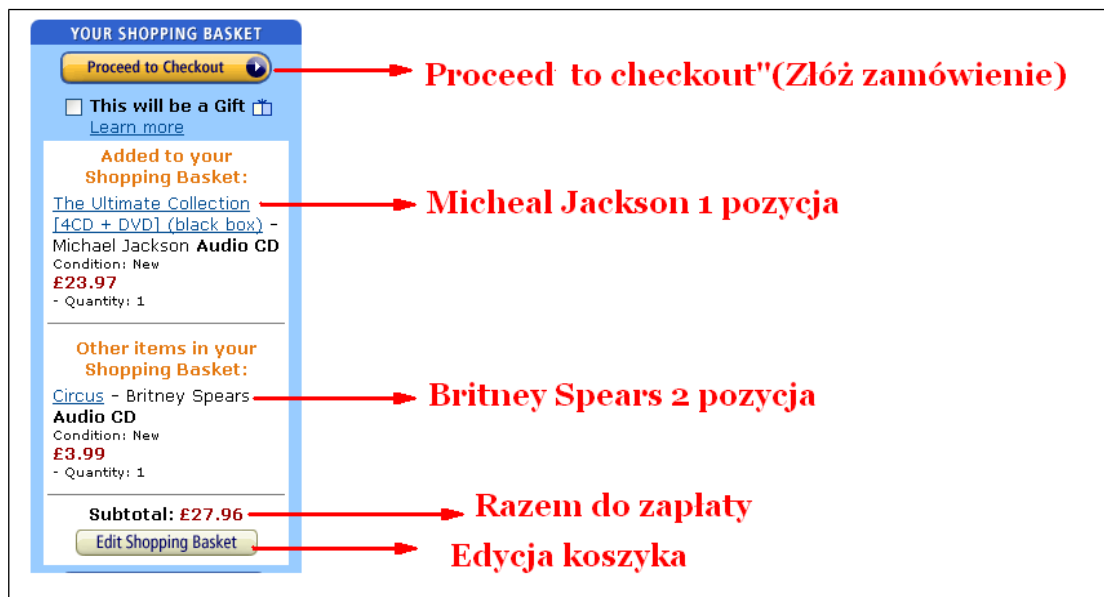 YOUR SHOPPING BASKET
Proceed to Checkout
Proceed to checkout"(Złóż zamówienie)
This will be a Gift
Learn more
Added to your
Shopping Basket:
The Ultimate Collection
[4CD + DVD] (black box) -
Michael Jackson Audio CD
Condition: New
£23.97
- Quantity: 1
Micheal Jackson 1 pozycja
Other items in your
Shopping Basket:
Circus - Britney Spears
Audio CD
Condition: New
£3.99
- Quantity: 1
Britney Spears 2 pozycja
Subtotal: £27.96
Razem do zapłaty
Edit Shopping Basket
Edycja koszyka